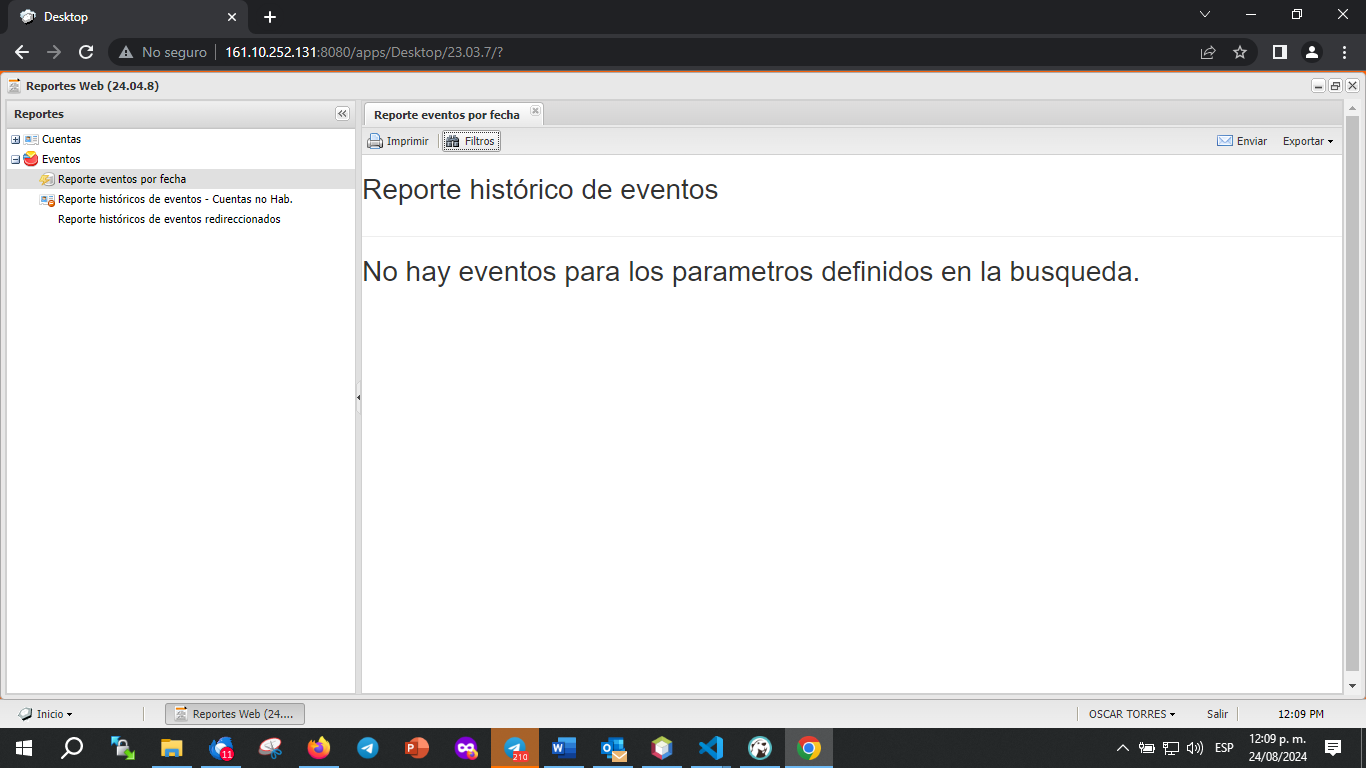 Desktop
No seguro
161.10.252.131:8080/apps/Desktop/23.03.7/?
Reportes Web (24.04.8)
Reportes
Cuentas
Eventos
Reporte eventos por fecha
Reporte históricos de eventos - Cuentas no Hab.
Reporte históricos de eventos redireccionados
Reporte eventos por fecha
Imprimir
Filtros
Enviar
Exportar
Reporte histórico de eventos
No hay eventos para los parametros definidos en la busqueda.
Inicio
Reportes Web (24....
OSCAR TORRES
Salir
12:09 PM
11
210
ESP
12:09 p. m.
24/08/2024